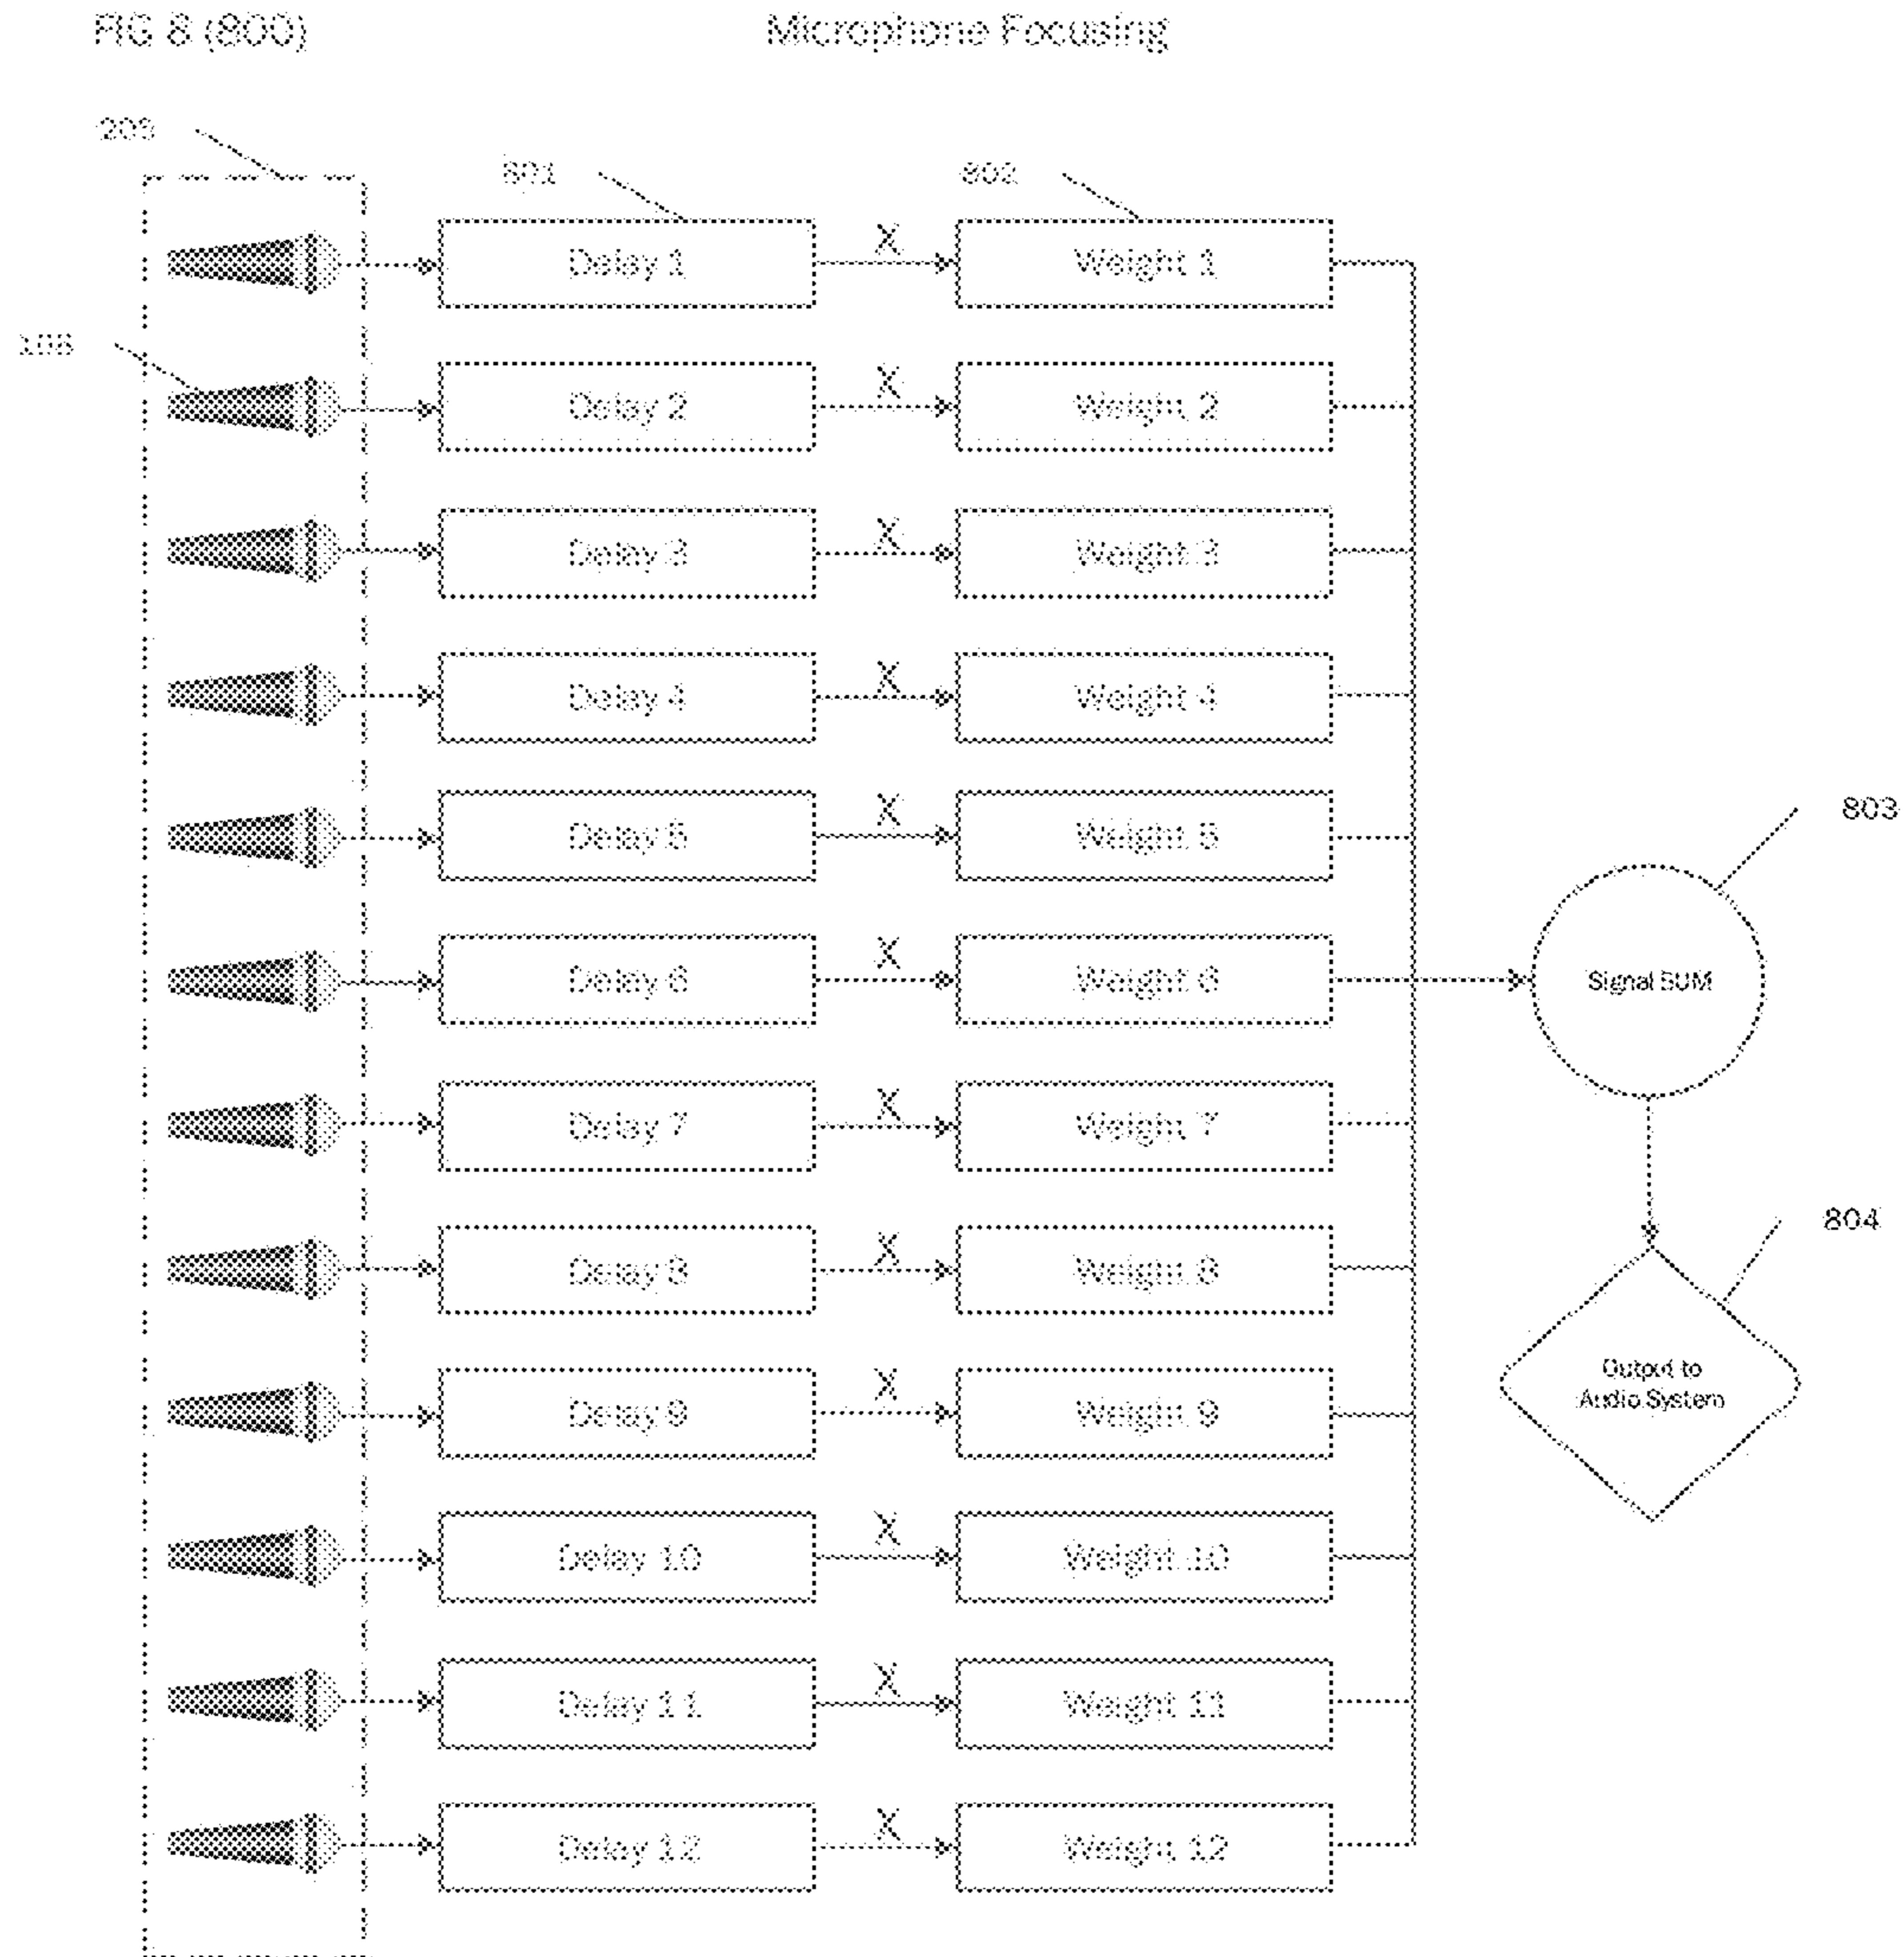 FIG 8 (800)
Microphone Focusing
801
802
Delay 1
X
Weight 1
Delay 2
X
Weight 2
Delay 3
X
Weight 3
Delay 4
X
Weight 4
Delay 5
X
Weight 5
803
Delay 6
X
Weight 6
Signal SUM
Delay 7
X
Weight 7
804
Delay 8
X
Weight 8
Output to
Audio System
Delay 9
X
Weight 9
Delay 10
X
Weight 10
Delay 11
X
Weight 11
Delay 12
X
Weight 12